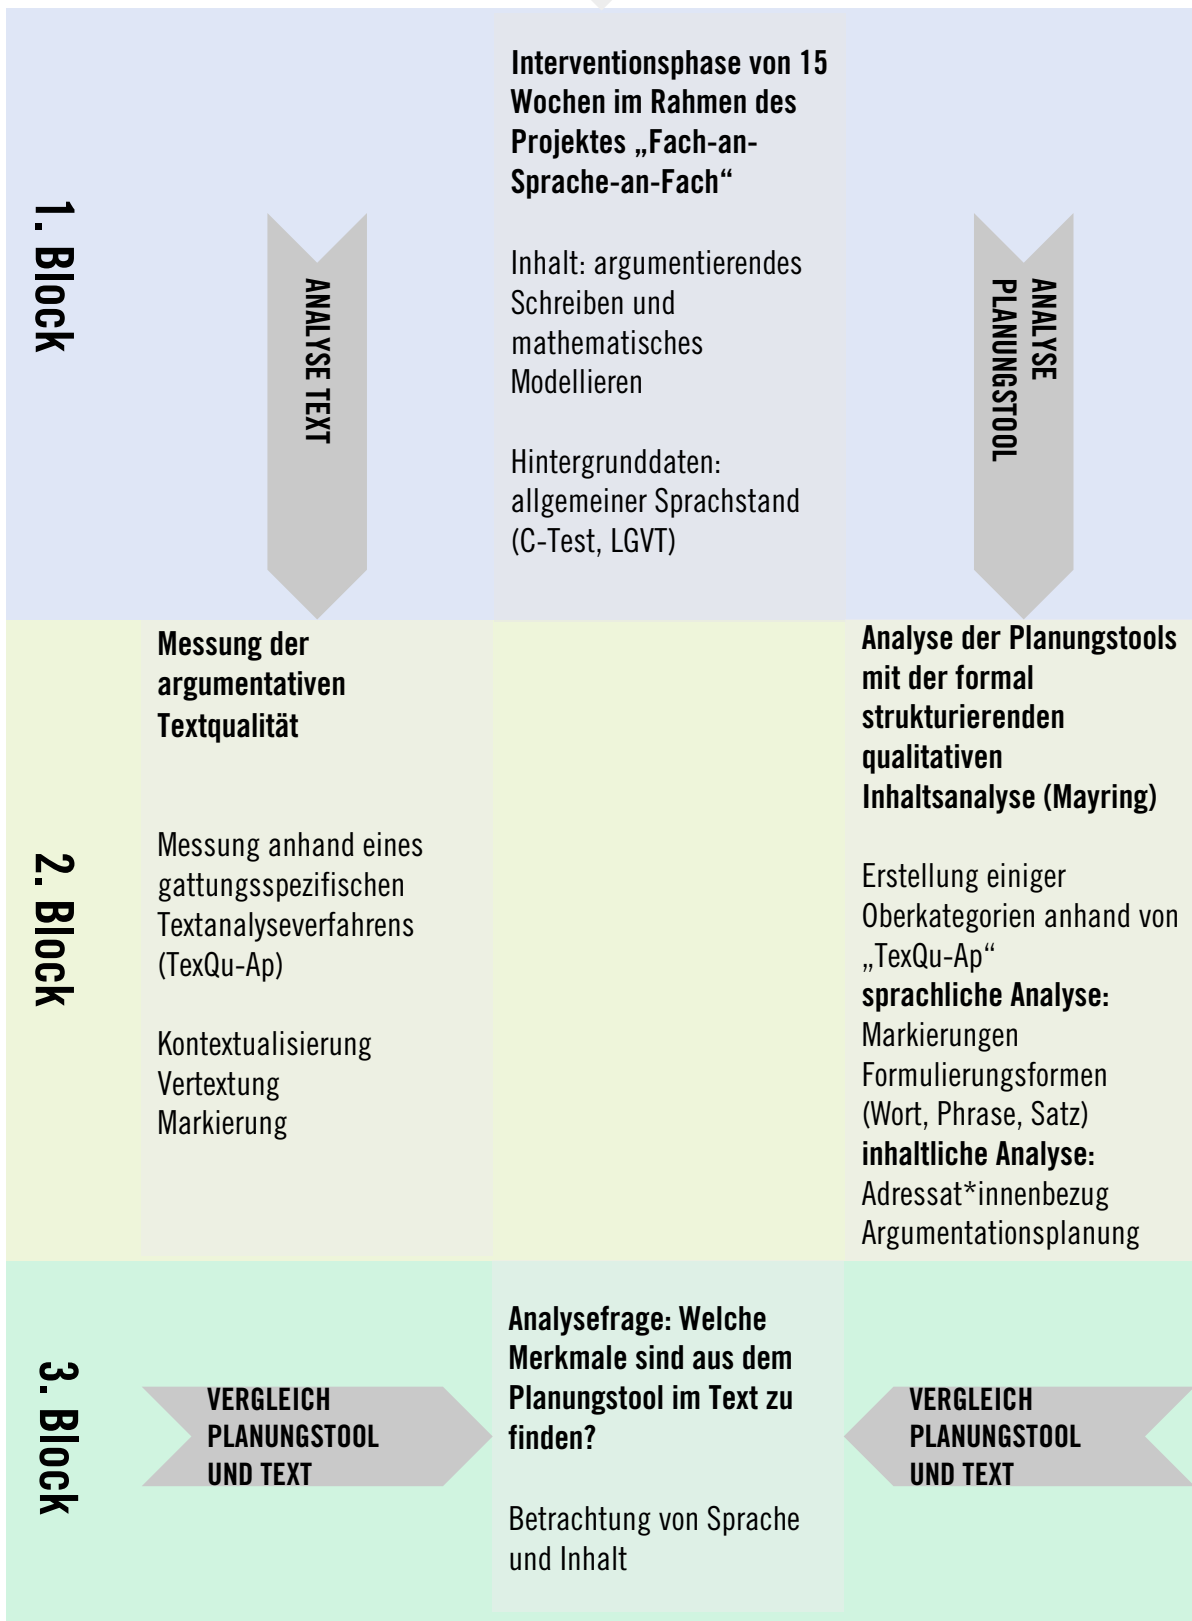 1. Block
ANALYSE TEXT
Interventionsphase von 15
Wochen im Rahmen des
Projektes „Fach-an-
Sprache-an-Fach“
Inhalt: argumentierendes
Schreiben und
mathematisches
Modellieren
Hintergrunddaten:
allgemeiner Sprachstand
(C-Test, LGVT)
ANALYSE
PLANUNGSTOOL
2. Block
Messung der
argumentativen
Textqualität
Messung anhand eines
gattungsspezifischen
Textanalyseverfahrens
(TexQu-Ap)
Kontextualisierung
Vertextung
Markierung
Analyse der Planungstools
mit der formal
strukturierenden
qualitativen
Inhaltsanalyse (Mayring)
Erstellung einiger
Oberkategorien anhand von
„TexQu-Ap“
sprachliche Analyse:
Markierungen
Formulierungsformen
(Wort, Phrase, Satz)
inhaltliche Analyse:
Adressat*innenbezug
Argumentationsplanung
3. Block
VERGLEICH
PLANUNGSTOOL
UND TEXT
Analysefrage: Welche
Merkmale sind aus dem
Planungstool im Text zu
finden?
Betrachtung von Sprache
und Inhalt
VERGLEICH
PLANUNGSTOOL
UND TEXT